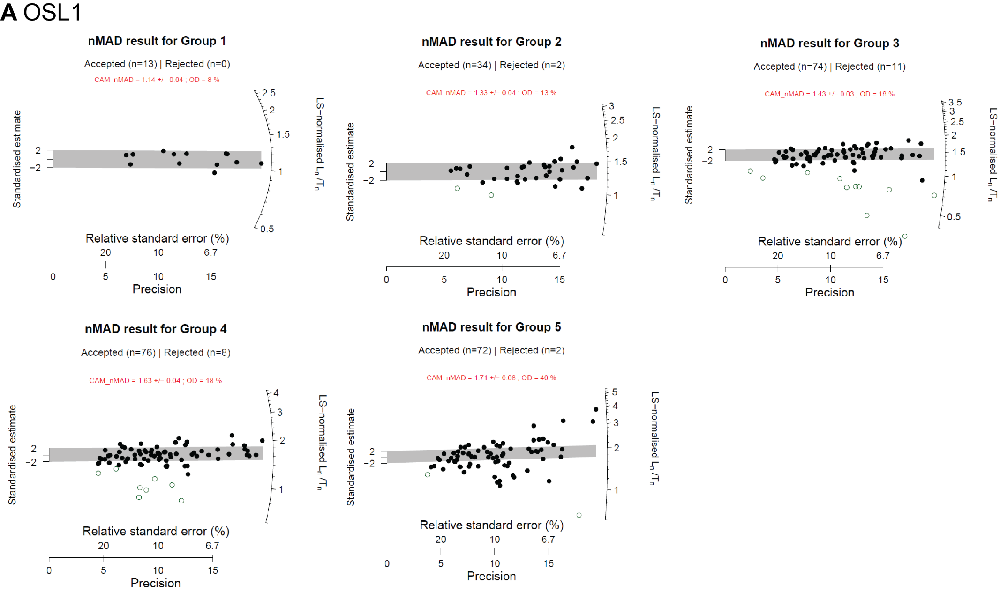 A OSL1
nMAD result for Group 1
Accepted (n=13) | Rejected (n=0)
CAM_nMAD = 1.14 +/− 0.04 ; OD = 8 %
Standardised estimate
2
−2
2.5
2
1.5
1
0.5
LS−normalised Ln /Tn
Relative standard error (%)
20 10 6.7
0 5 10 15
Precision
nMAD result for Group 2
Accepted (n=34) | Rejected (n=2)
CAM_nMAD = 1.33 +/− 0.04 ; OD = 13 %
Standardised estimate
2
−2
3
2.5
2
1.5
1
LS−normalised Ln /Tn
Relative standard error (%)
20 10 6.7
0 5 10 15
Precision
nMAD result for Group 3
Accepted (n=74) | Rejected (n=11)
CAM_nMAD = 1.43 +/− 0.03 ; OD = 18 %
Standardised estimate
2
−2
3.5
3
2.5
2
1.5
1
0.5
LS−normalised Ln /Tn
Relative standard error (%)
20 10 6.7
0 5 10 15
Precision
nMAD result for Group 4
Accepted (n=76) | Rejected (n=8)
CAM_nMAD = 1.63 +/− 0.04 ; OD = 18 %
Standardised estimate
2
−2
4
3
2
1
LS−normalised Ln /Tn
Relative standard error (%)
20 10 6.7
0 5 10 15
Precision
nMAD result for Group 5
Accepted (n=72) | Rejected (n=2)
CAM_nMAD = 1.71 +/− 0.08 ; OD = 40 %
Standardised estimate
2
−2
5
4
3
2
1
LS−normalised Ln /Tn
Relative standard error (%)
20 10 6.7
0 5 10 15
Precision